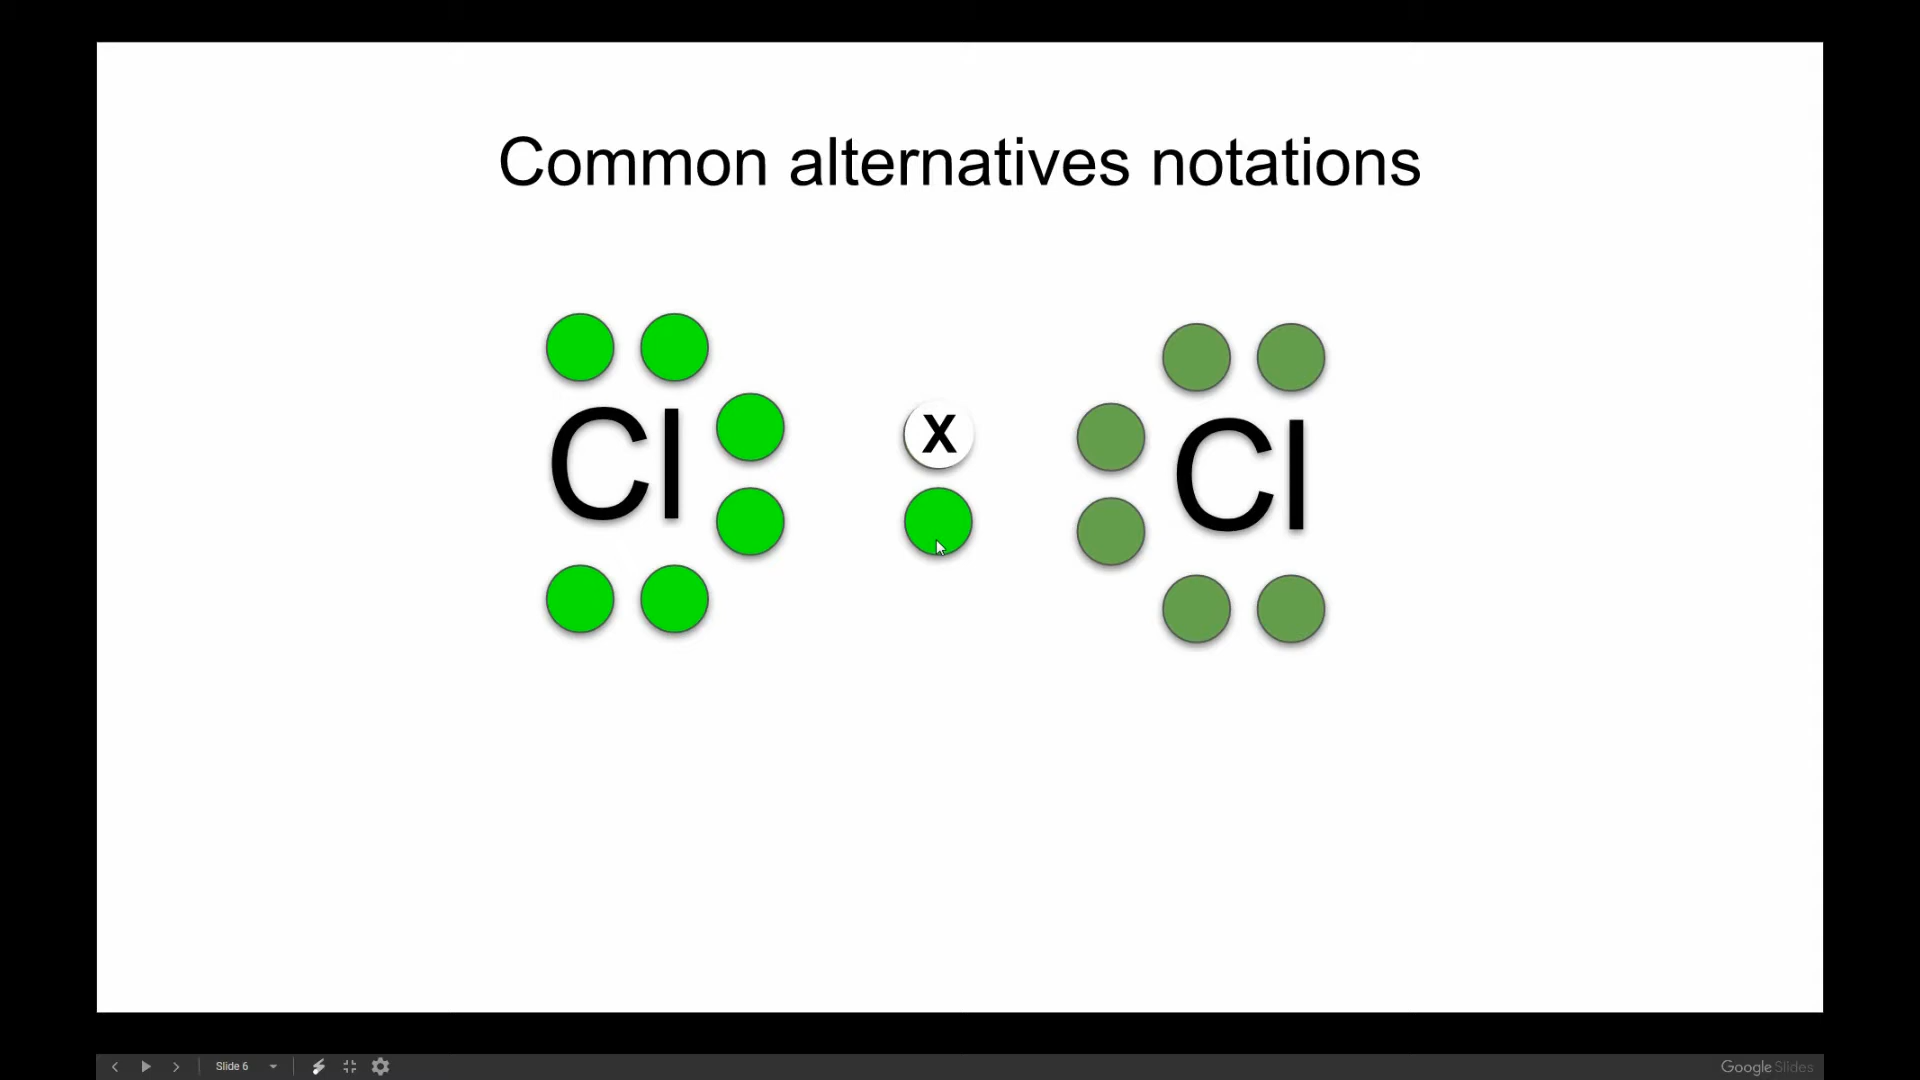 Common alternatives notations
X
Cl
Cl
Slide 6
Google Slides